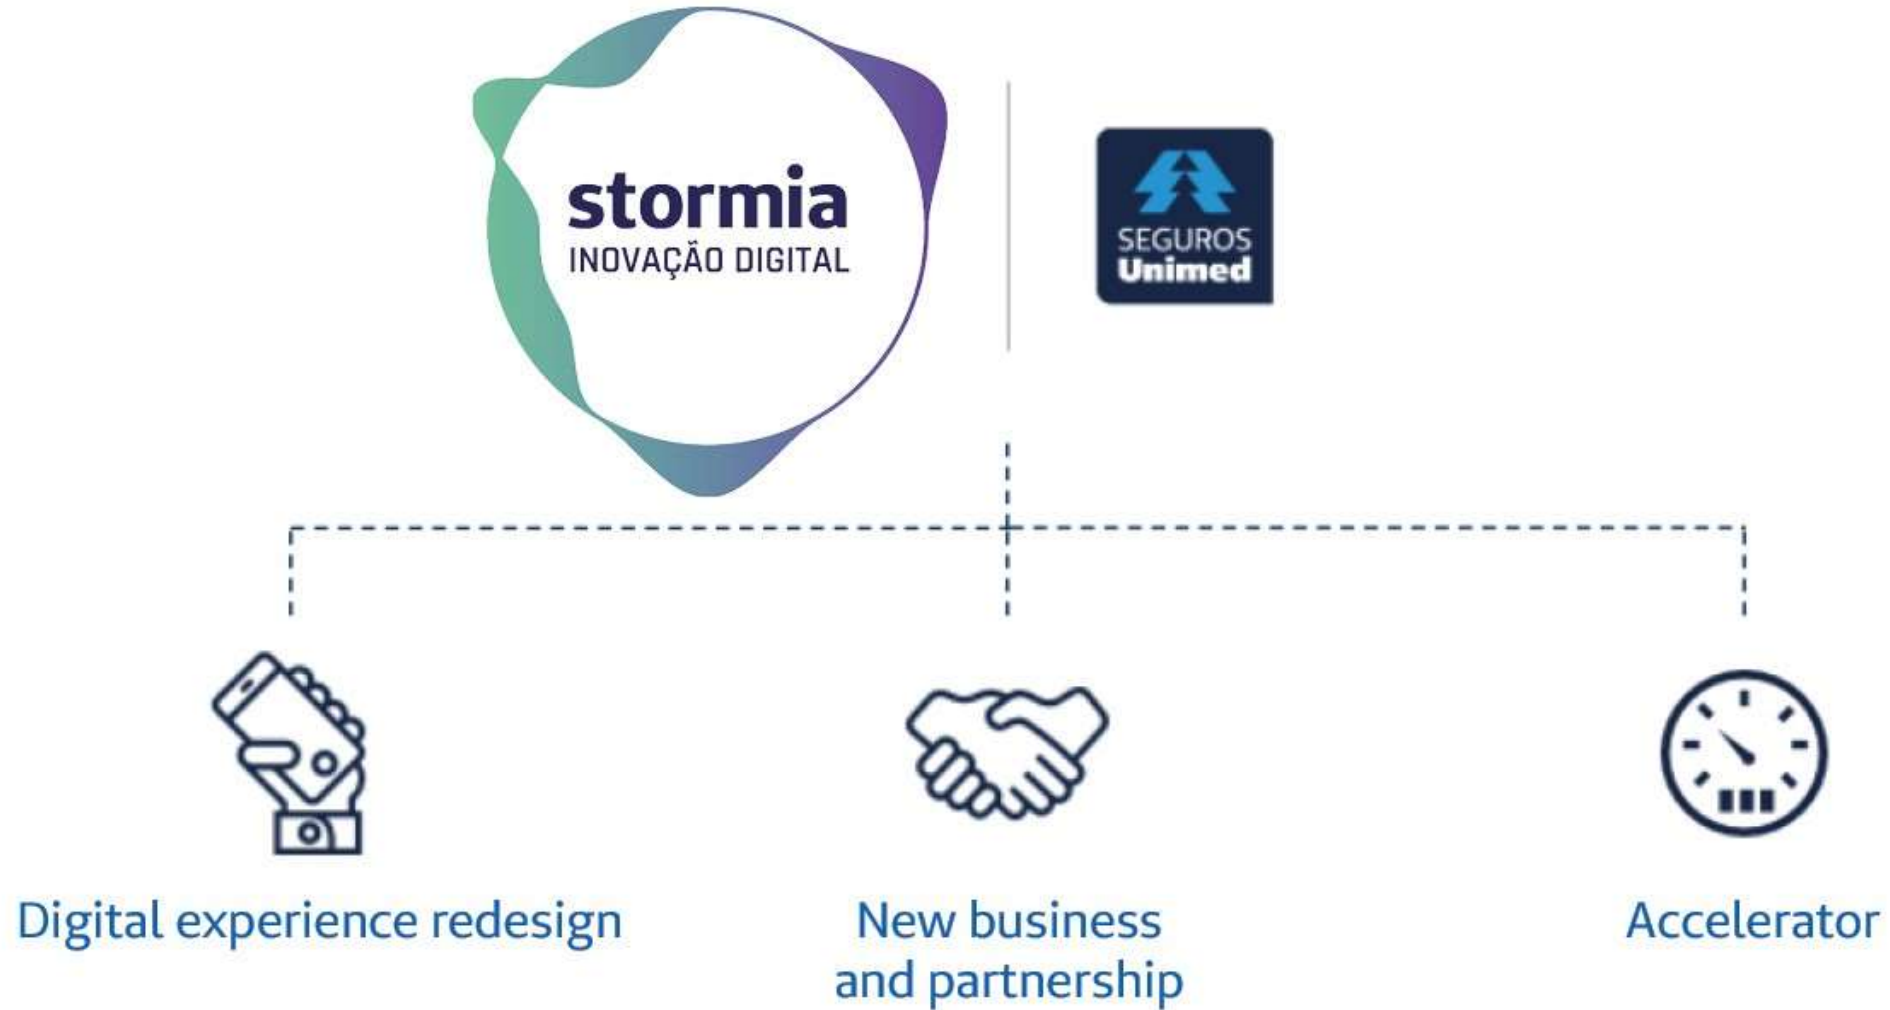 stormia
INOVAÇÃO DIGITAL
SEGUROS
Unimed
Digital experience redesign
New business
and partnership
Accelerator